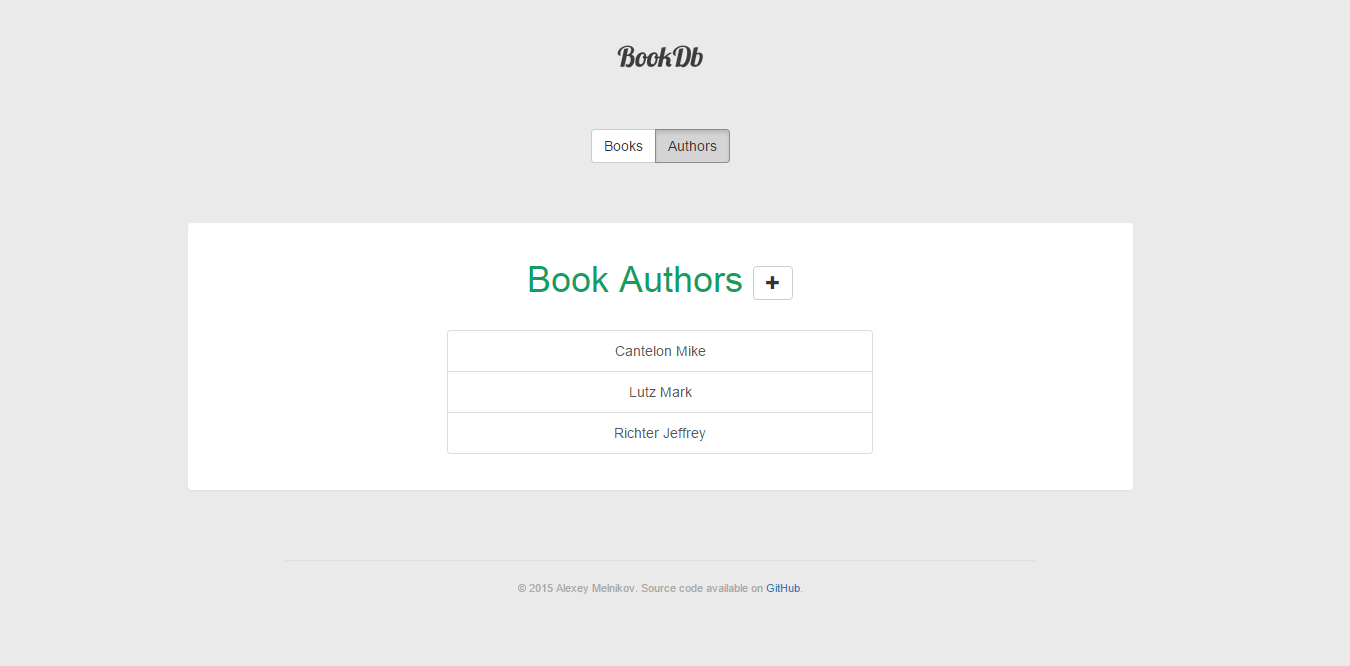 BookDb
Books Authors
Book Authors
Cantelon Mike
Lutz Mark
Richter Jeffrey
© 2015 Alexey Melnikov. Source code available on GitHub.